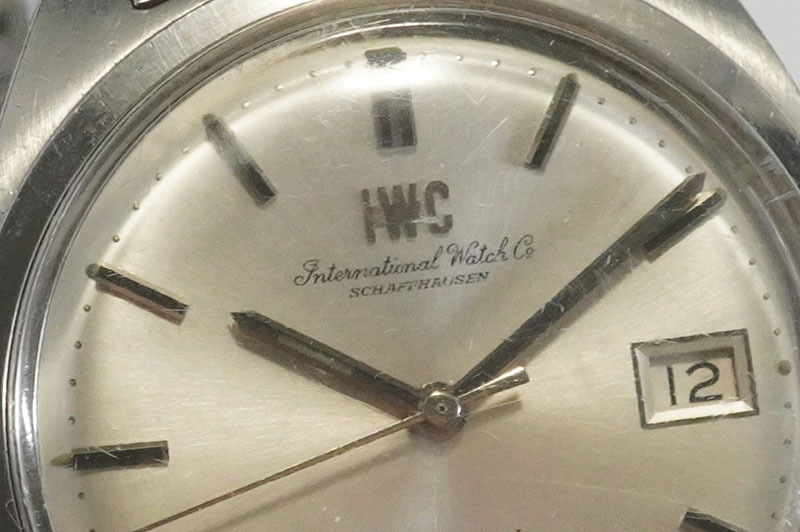 IWC
International Watch Co
SCHAFFHAUSEN
12